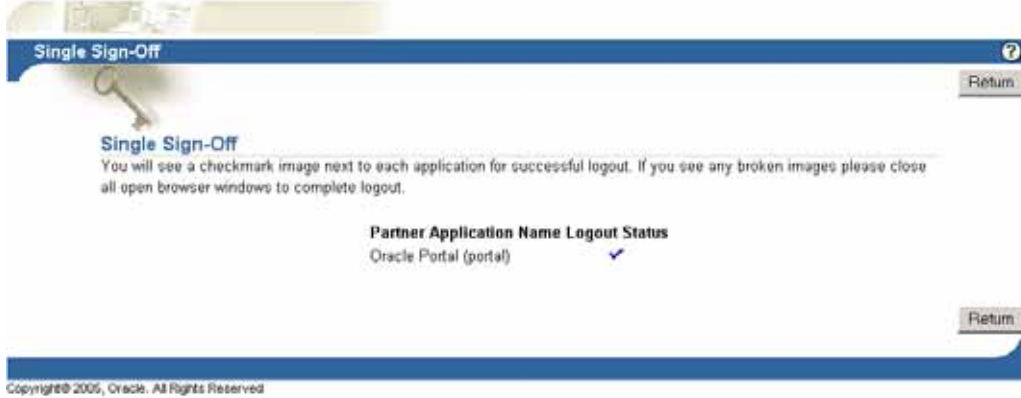 Single Sign-Off
?
Return
Single Sign-Off
You will see a checkmark image next to each application for successful logout. If you see any broken images please close
all open browser windows to complete logout.
Partner Application Name Logout Status
Oracle Portal (portal)
Return
Copyright© 2005, Oracle. All Rights Reserved